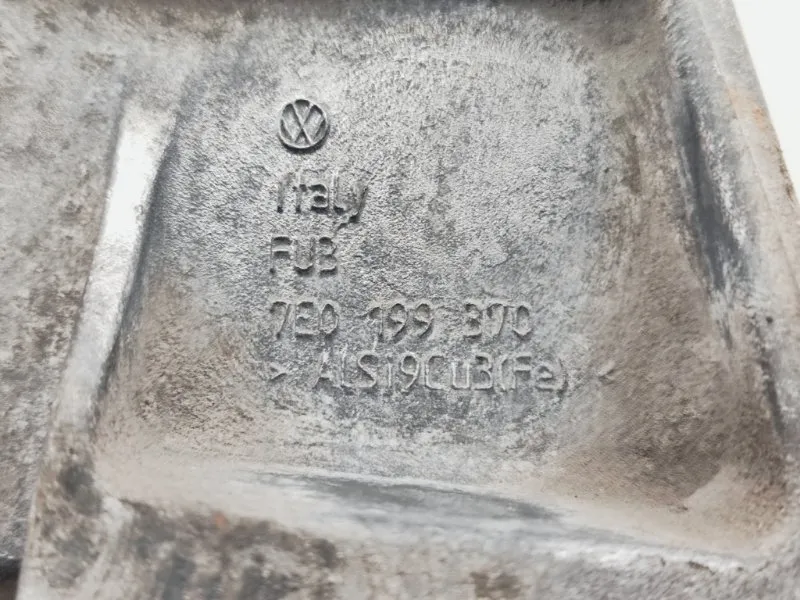 Italy
FUB
7E0 199 370
> AlSi9Cu3(Fe) <